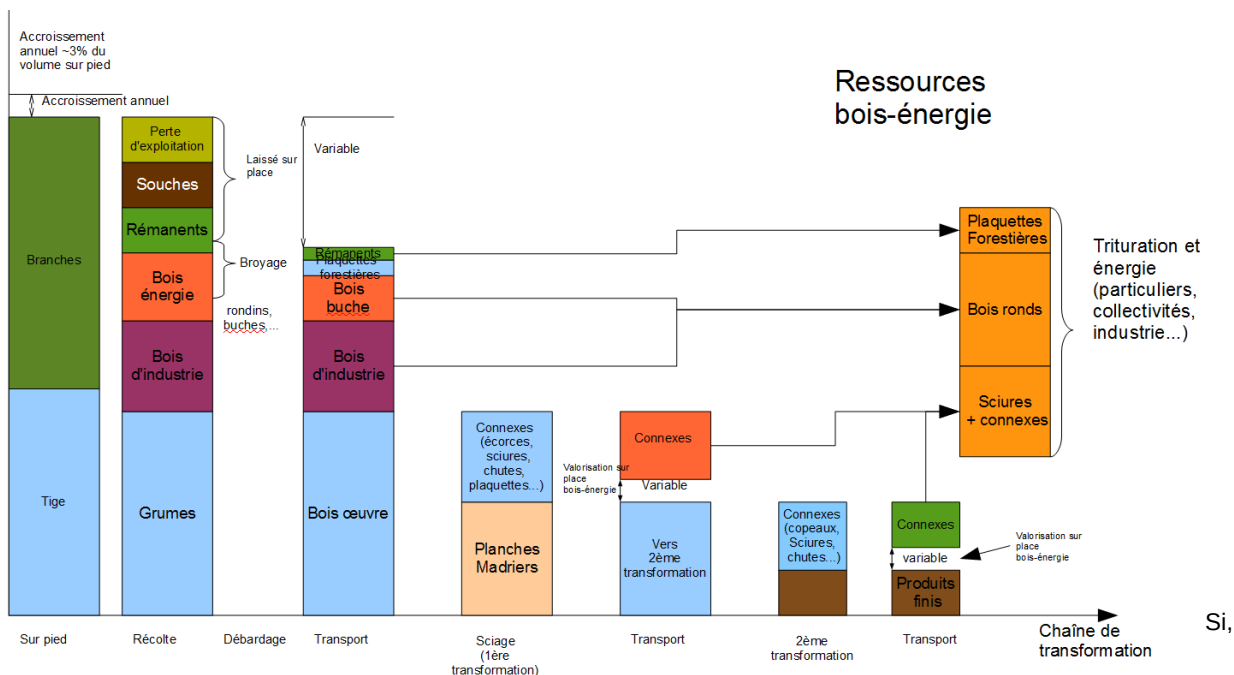 Accroissement
annuel ~3% du
volume sur pied
Accroissement annuel
Ressources
bois-énergie
Branches
Tige
Perte
d'exploitation
Souches
Rémanents
Bois
énergie
Bois
d'industrie
Grumes
Laissé sur
place
Broyage
rondins,
buches,...
Variable
Rémanents
Plaquettes
forestières
Bois
buche
Bois
d'industrie
Bois œuvre
Connexes
(écorces,
sciures,
chutes,
plaquettes...)
Planches
Madriers
Valorisation sur
place
bois-énergie
Connexes
Variable
Vers
2ème
transformation
Connexes
(copeaux,
Sciures,
chutes...)
Connexes
variable
Produits
finis
Valorisation sur
place
bois-énergie
Plaquettes
Forestières
Bois ronds
Sciures
+ connexes
Trituration et
énergie
(particuliers,
collectivités,
industrie...)
Sur pied
Récolte
Débardage
Transport
Sciage
(1ère
transformation)
Transport
2ème
transformation
Transport
Chaîne de
transformation
Si,